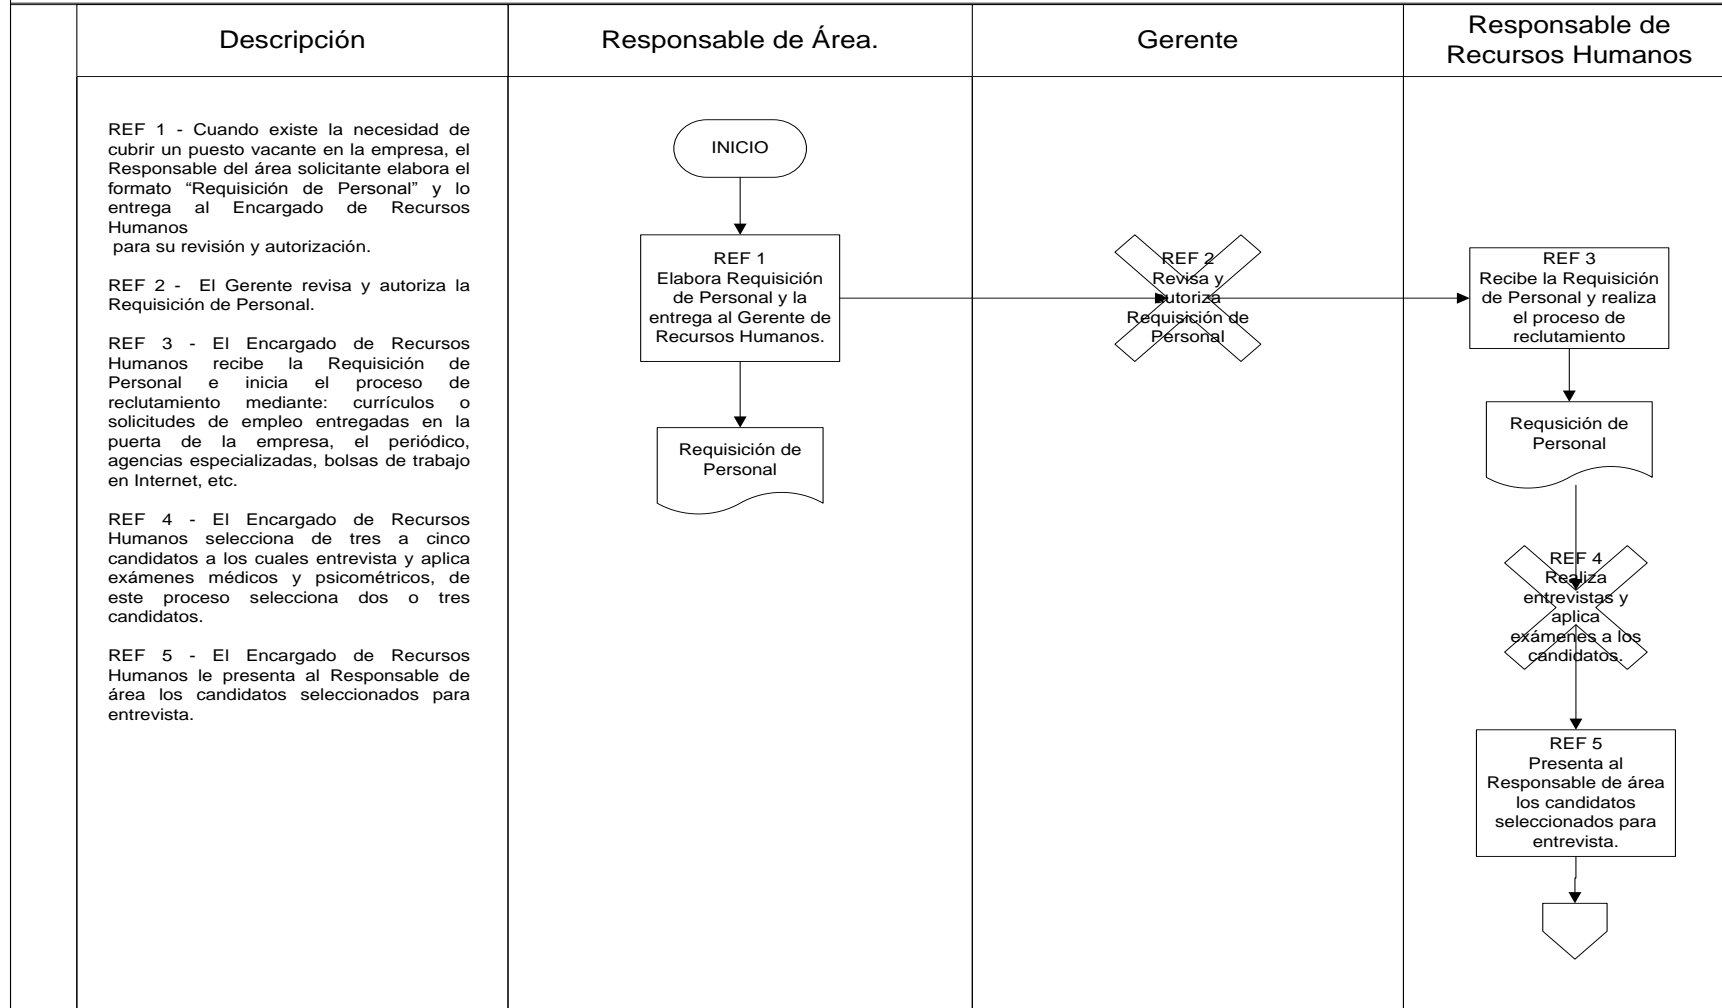 Descripción
Responsable de Área.
Gerente
Responsable de
Recursos Humanos
REF 1 - Cuando existe la necesidad de
cubrir un puesto vacante en la empresa, el
Responsable del área solicitante elabora el
formato “Requisición de Personal” y lo
entrega al Encargado de Recursos
Humanos
para su revisión y autorización.
REF 2 - El Gerente revisa y autoriza la
Requisición de Personal.
REF 3 - El Encargado de Recursos
Humanos recibe la Requisición de
Personal e inicia el proceso de
reclutamiento mediante: currículos o
solicitudes de empleo entregadas en la
puerta de la empresa, el periódico,
agencias especializadas, bolsas de trabajo
en Internet, etc.
REF 4 - El Encargado de Recursos
Humanos selecciona de tres a cinco
candidatos a los cuales entrevista y aplica
exámenes médicos y psicométricos, de
este proceso selecciona dos o tres
candidatos.
REF 5 - El Encargado de Recursos
Humanos le presenta al Responsable de
área los candidatos seleccionados para
entrevista.
INICIO
REF 1
Elabora Requisición
de Personal y la
entrega al Gerente de
Recursos Humanos.
Requisición de
Personal
REF 2
Revisa y
autoriza
Requisición de
Personal
REF 3
Recibe la Requisición
de Personal y realiza
el proceso de
reclutamiento
Requsición de
Personal
REF 4
Realiza
entrevistas y
aplica
exámenes a los
candidatos.
REF 5
Presenta al
Responsable de área
los candidatos
seleccionados para
entrevista.